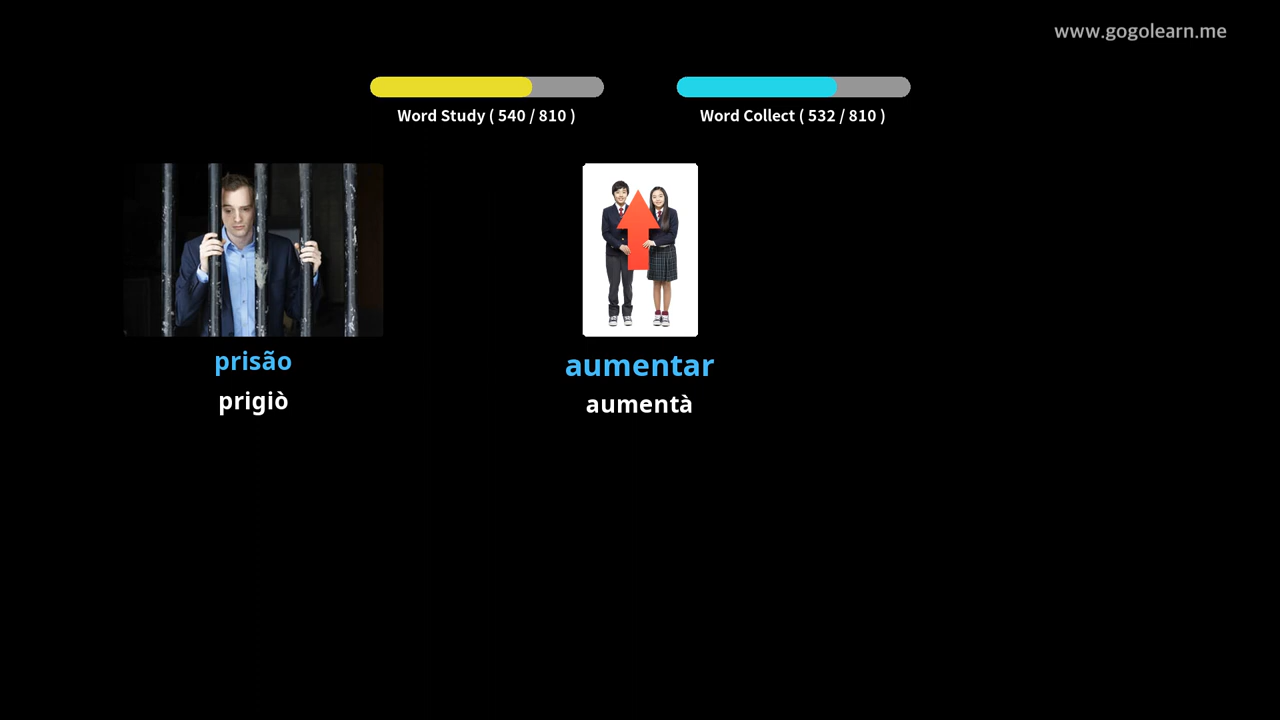 www.gogolearn.me
Word Study ( 540 / 810 )
Word Collect ( 532 / 810 )
prisão
prigiò
aumentar
aumentà